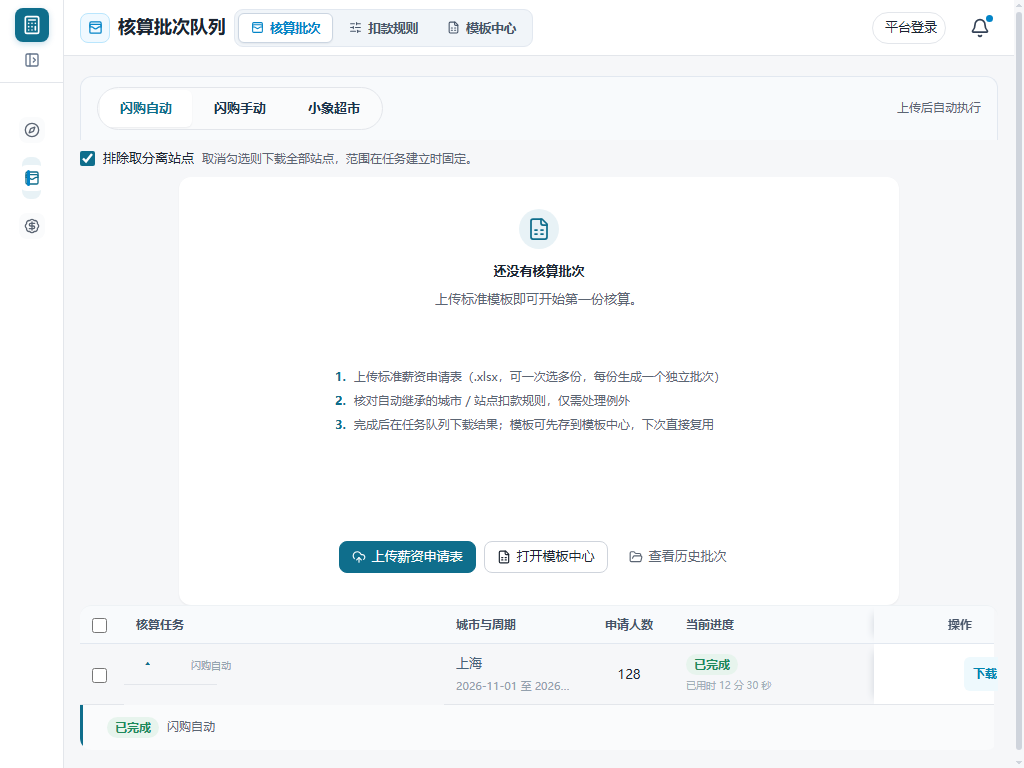 核算批次队列
核算批次
扣款规则
模板中心
平台登录
闪购自动
闪购手动
小象超市
上传后自动执行
排除取分离站点 取消勾选则下载全部站点，范围在任务建立时固定。
还没有核算批次
上传标准模板即可开始第一份核算。
1. 上传标准薪资申请表（.xlsx，可一次选多份，每份生成一个独立批次）
2. 核对自动继承的城市 / 站点扣款规则，仅需处理例外
3. 完成后在任务队列下载结果；模板可先存到模板中心，下次直接复用
上传薪资申请表
打开模板中心
查看历史批次
核算任务 城市与周期 申请人数 当前进度 操作
闪购自动
上海
2026-11-01 至 2026...
128
已完成
已用时 12 分 30 秒
下载
已完成 闪购自动